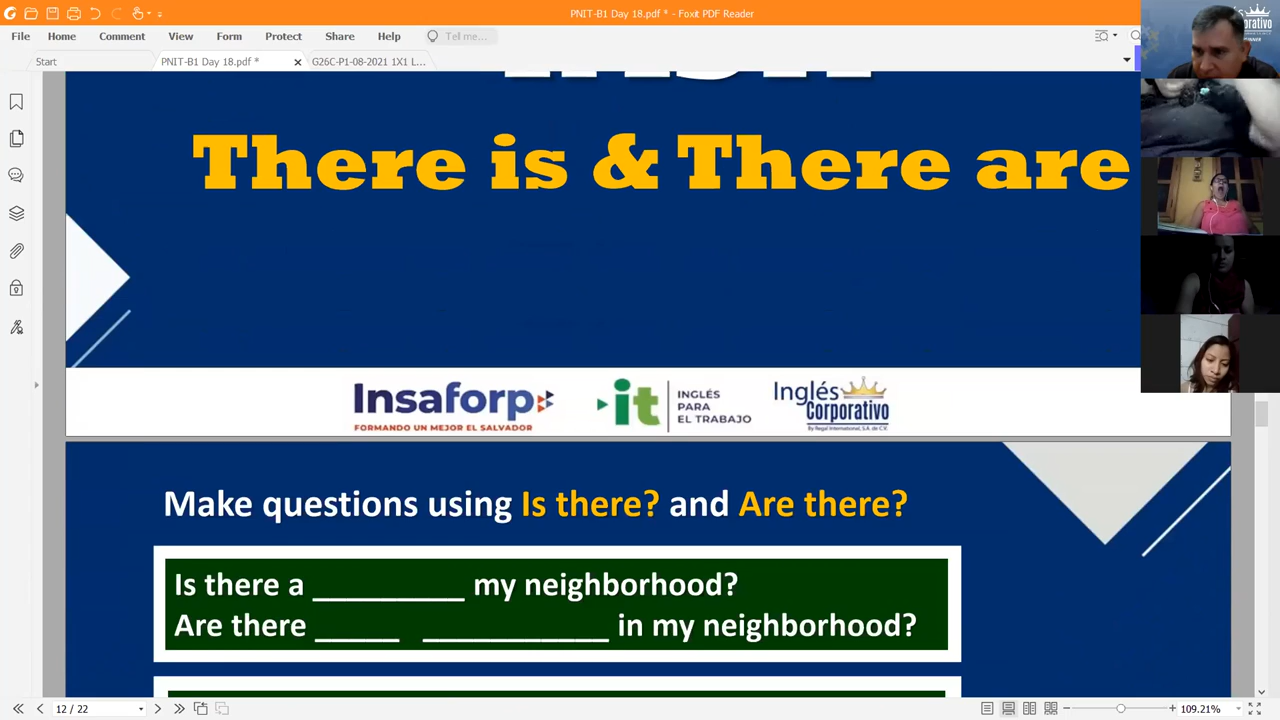 PNIT-B1 Day 18.pdf * - Foxit PDF Reader
File Home Comment View Form Protect Share Help Tell me...
Start PNIT-B1 Day 18.pdf * G26C-P1-08-2021 1X1 L...
There is & There are
Insaforp
FORMANDO UN MEJOR EL SALVADOR
it
INGLÉS
PARA
EL TRABAJO
Inglés
Corporativo
By Regal International, S.A. de C.V.
Make questions using Is there? and Are there?
Is there a __________ my neighborhood?
Are there _____ ___________ in my neighborhood?
12 / 22
109.21%